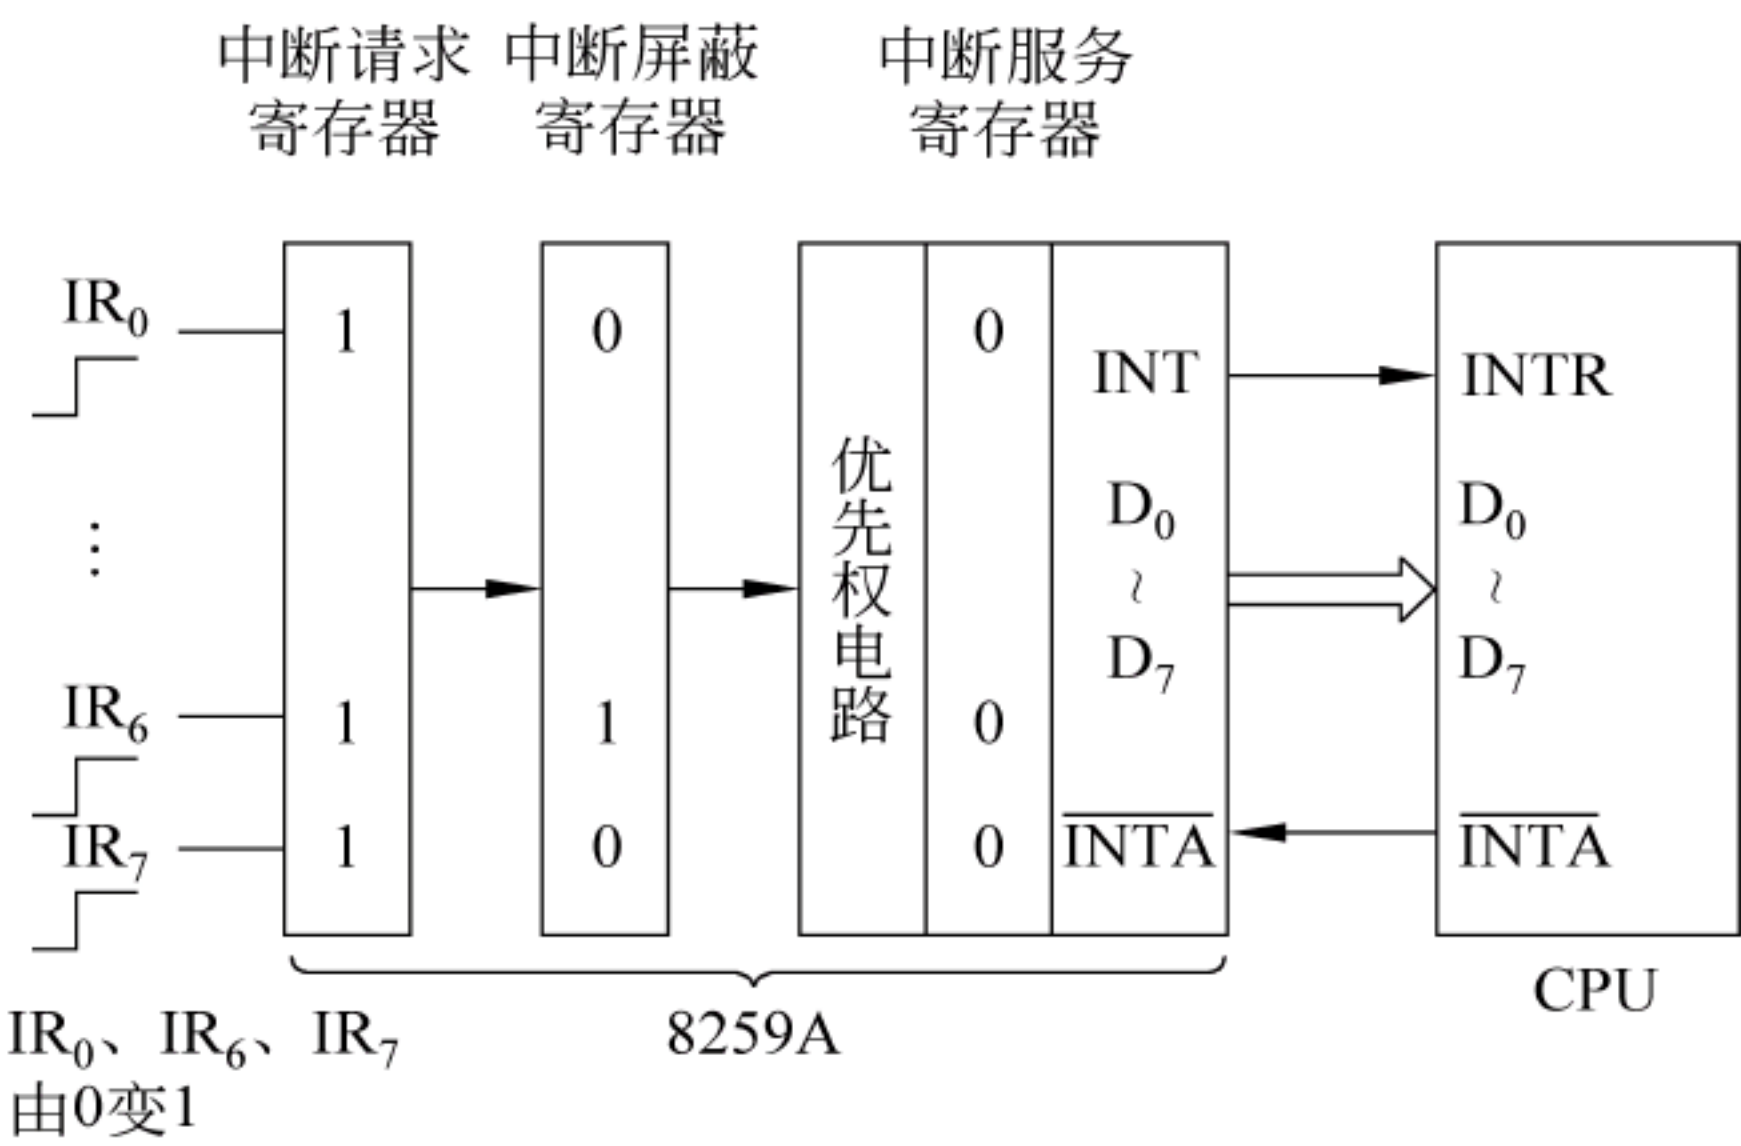 中断请求 中断屏蔽 中断服务
寄存器 寄存器 寄存器
IR₀ 1 0 0
INT INTR
优先权电路
D₀ D₀
⋮
~ ~
D₇ D₇
IR₆ 1 1 0
IR₇ 1 0 0 I̅N̅T̅A̅ I̅N̅T̅A̅
CPU
IR₀、IR₆、IR₇ 8259A
由0变1